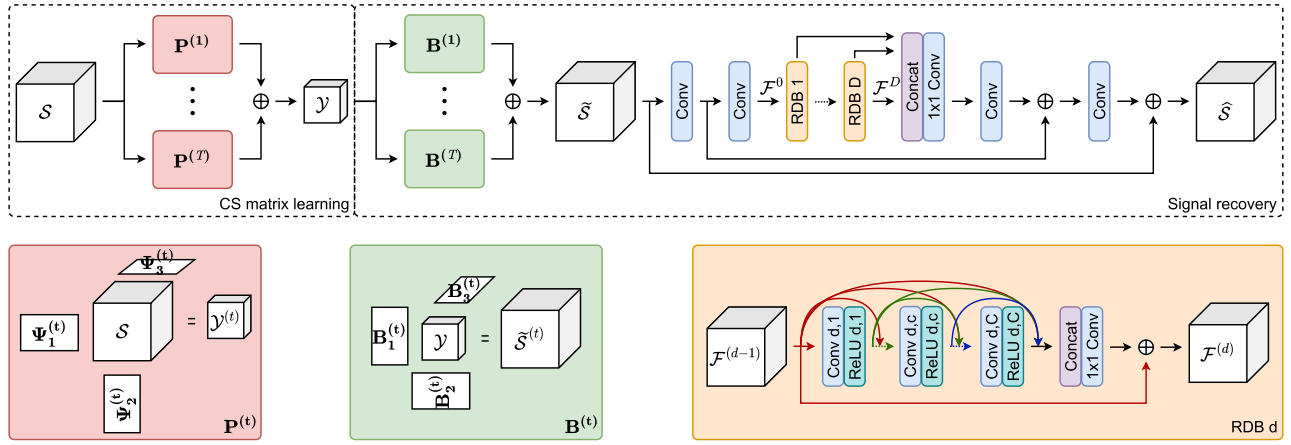 S
P^(1)
P^(T)
⊕
Y
CS matrix learning
B^(1)
B^(T)
⊕
S̃
Conv
Conv
F^0
RDB 1
RDB D
F^D
Concat
1x1 Conv
Conv
⊕
Conv
⊕
Ŝ
Signal recovery
Φ_3^(t)
Ψ_1^(t)
S
=
Y^(t)
Ψ_2^(t)
P^(t)
B_3^(t)
B_1^(t)
Y
=
S̃^(t)
B_2^(t)
B^(t)
F^(d−1)
Conv d,1
ReLU d,1
Conv d,c
ReLU d,c
Conv d,C
ReLU d,C
Concat
1x1 Conv
⊕
F^(d)
RDB d